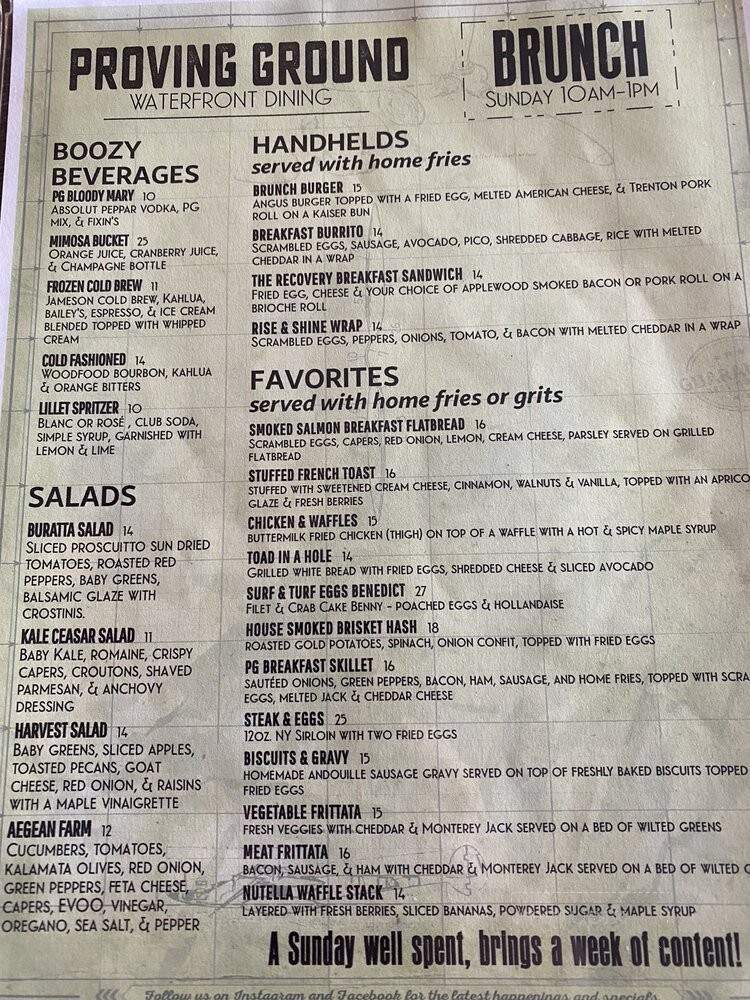 PROVING GROUND
WATERFRONT DINING
BRUNCH
SUNDAY 10AM-1PM
BOOZY
BEVERAGES
PG BLOODY MARY 10
ABSOLUT PEPPAR VODKA, PG
MIX, & FIXIN'S
MIMOSA BUCKET 25
ORANGE JUICE, CRANBERRY JUICE,
& CHAMPAGNE BOTTLE
FROZEN COLD BREW 11
JAMESON COLD BREW, KAHLUA,
BAILEY'S, ESPRESSO, & ICE CREAM
BLENDED TOPPED WITH WHIPPED
CREAM
COLD FASHIONED 14
WOODFOOD BOURBON, KAHLUA
& ORANGE BITTERS
LILLET SPRITZER 10
BLANC OR ROSÉ , CLUB SODA,
SIMPLE SYRUP, GARNISHED WITH
LEMON & LIME
SALADS
BURATTA SALAD 14
SLICED PROSCUITTO SUN DRIED
TOMATOES, ROASTED RED
PEPPERS, BABY GREENS,
BALSAMIC GLAZE WITH
CROSTINIS.
KALE CEASAR SALAD 11
BABY KALE, ROMAINE, CRISPY
CAPERS, CROUTONS, SHAVED
PARMESAN, & ANCHOVY
DRESSING
HARVEST SALAD 14
BABY GREENS, SLICED APPLES,
TOASTED PECANS, GOAT
CHEESE, RED ONION, & RAISINS
WITH A MAPLE VINAIGRETTE
AEGEAN FARM 12
CUCUMBERS, TOMATOES,
KALAMATA OLIVES, RED ONION,
GREEN PEPPERS, FETA CHEESE,
CAPERS, EVOO, VINEGAR,
OREGANO, SEA SALT, & PEPPER
HANDHELDS
served with home fries
BRUNCH BURGER 15
ANGUS BURGER TOPPED WITH A FRIED EGG, MELTED AMERICAN CHEESE, & TRENTON PORK
ROLL ON A KAISER BUN
BREAKFAST BURRITO 14
SCRAMBLED EGGS, SAUSAGE, AVOCADO, PICO, SHREDDED CABBAGE, RICE WITH MELTED
CHEDDAR IN A WRAP
THE RECOVERY BREAKFAST SANDWICH 14
FRIED EGG, CHEESE & YOUR CHOICE OF APPLEWOOD SMOKED BACON OR PORK ROLL ON A
BRIOCHE ROLL
RISE & SHINE WRAP 14
SCRAMBLED EGGS, PEPPERS, ONIONS, TOMATO, & BACON WITH MELTED CHEDDAR IN A WRAP
FAVORITES
served with home fries or grits
SMOKED SALMON BREAKFAST FLATBREAD 16
SCRAMBLED EGGS, CAPERS, RED ONION, LEMON, CREAM CHEESE, PARSLEY SERVED ON GRILLED
FLATBREAD
STUFFED FRENCH TOAST 16
STUFFED WITH SWEETENED CREAM CHEESE, CINNAMON, WALNUTS & VANILLA, TOPPED WITH AN APRICO
GLAZE & FRESH BERRIES
CHICKEN & WAFFLES 15
BUTTERMILK FRIED CHICKEN (THIGH) ON TOP OF A WAFFLE WITH A HOT & SPICY MAPLE SYRUP
TOAD IN A HOLE 14
GRILLED WHITE BREAD WITH FRIED EGGS, SHREDDED CHEESE & SLICED AVOCADO
SURF & TURF EGGS BENEDICT 27
FILET & CRAB CAKE BENNY - POACHED EGGS & HOLLANDAISE
HOUSE SMOKED BRISKET HASH 18
ROASTED GOLD POTATOES, SPINACH, ONION CONFIT, TOPPED WITH FRIED EGGS
PG BREAKFAST SKILLET 16
SAUTÉED ONIONS, GREEN PEPPERS, BACON, HAM, SAUSAGE, AND HOME FRIES, TOPPED WITH SCRA
EGGS, MELTED JACK & CHEDDAR CHEESE
STEAK & EGGS 25
12OZ. NY SIRLOIN WITH TWO FRIED EGGS
BISCUITS & GRAVY 15
HOMEMADE ANDOUILLE SAUSAGE GRAVY SERVED ON TOP OF FRESHLY BAKED BISCUITS TOPPED
FRIED EGGS
VEGETABLE FRITTATA 15
FRESH VEGGIES WITH CHEDDAR & MONTEREY JACK SERVED ON A BED OF WILTED GREENS
MEAT FRITTATA 16
BACON, SAUSAGE, & HAM WITH CHEDDAR & MONTEREY JACK SERVED ON A BED OF WILTED
NUTELLA WAFFLE STACK 14
LAYERED WITH FRESH BERRIES, SLICED BANANAS, POWDERED SUGAR & MAPLE SYRUP
A Sunday well spent, brings a week of content!
Follow us on Instagram and Facebook for the latest happenings and specials